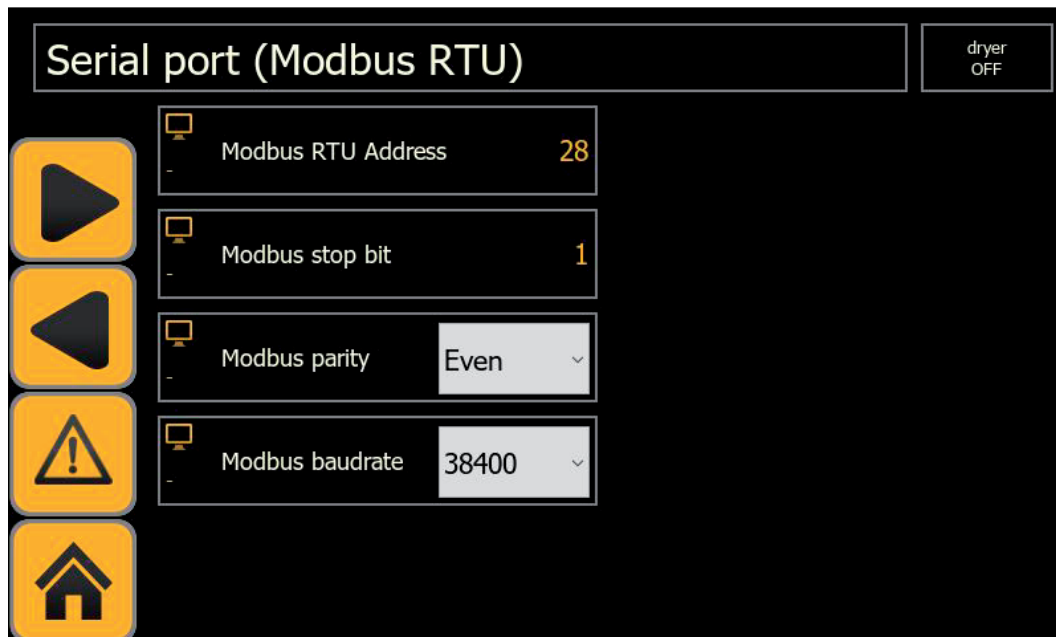 Serial port (Modbus RTU)
dryer
OFF
Modbus RTU Address 28
-
Modbus stop bit 1
-
Modbus parity Even
-
Modbus baudrate 38400
-